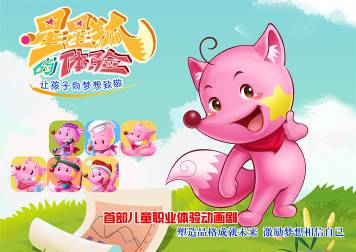 星星狐
的体验
让孩子向梦想致敬
首部儿童职业体验动画剧
塑造品格成就未来 激励梦想相信自己